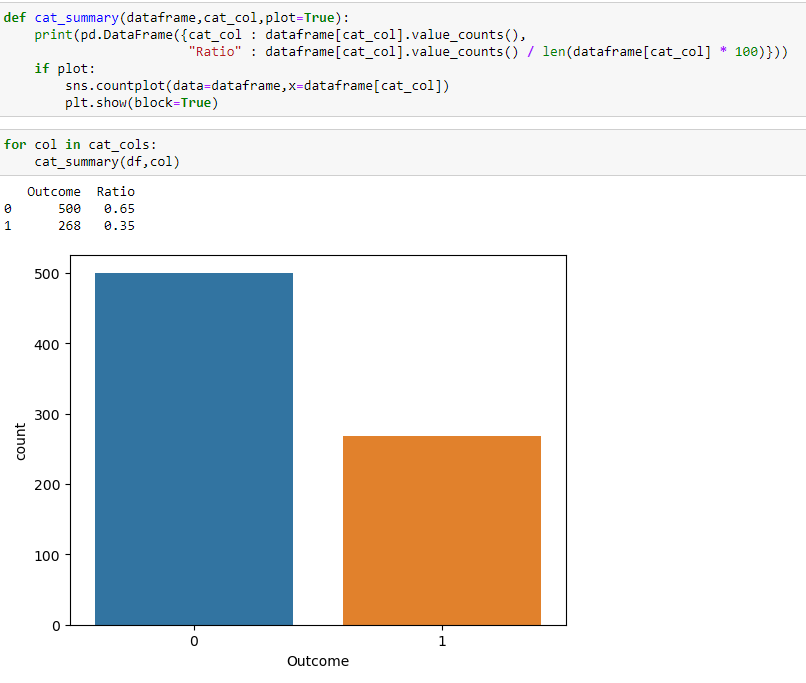 def cat_summary(dataframe,cat_col,plot=True):
    print(pd.DataFrame({cat_col : dataframe[cat_col].value_counts(),
                        "Ratio" : dataframe[cat_col].value_counts() / len(dataframe[cat_col] * 100)}))
    if plot:
        sns.countplot(data=dataframe,x=dataframe[cat_col])
        plt.show(block=True)
for col in cat_cols:
    cat_summary(df,col)
   Outcome  Ratio
0      500   0.65
1      268   0.35
500
400
300
200
100
0
count
0 1
Outcome